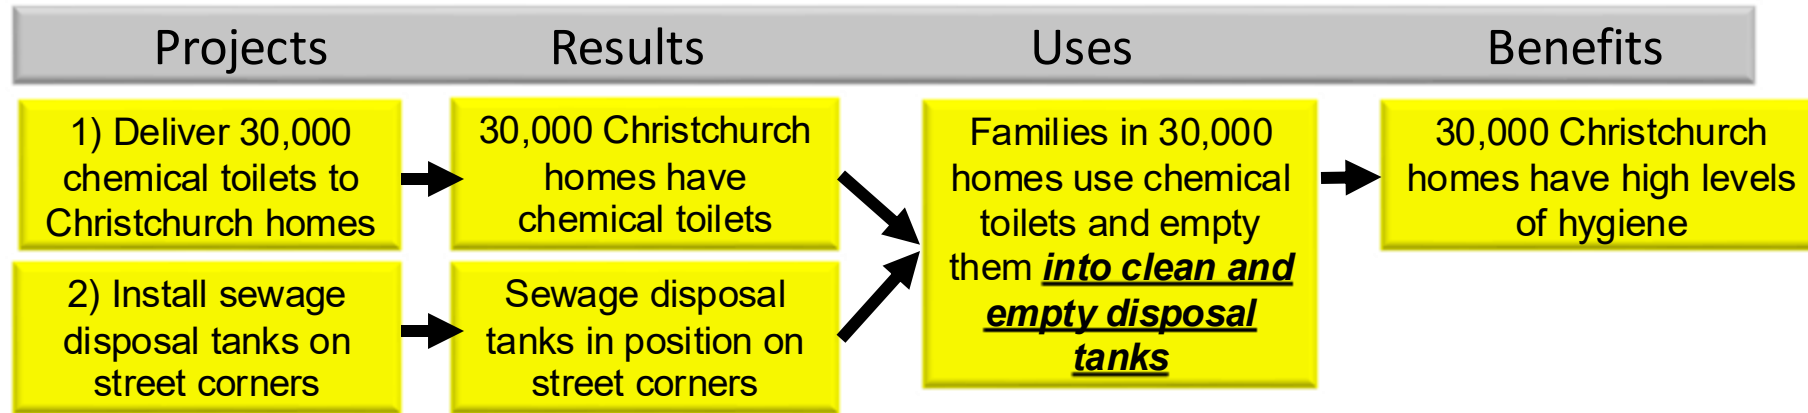 Projects Results Uses Benefits
1) Deliver 30,000
chemical toilets to
Christchurch homes
30,000 Christchurch
homes have
chemical toilets
Families in 30,000
homes use chemical
toilets and empty
them into clean and
empty disposal
tanks
30,000 Christchurch
homes have high levels
of hygiene
2) Install sewage
disposal tanks on
street corners
Sewage disposal
tanks in position on
street corners